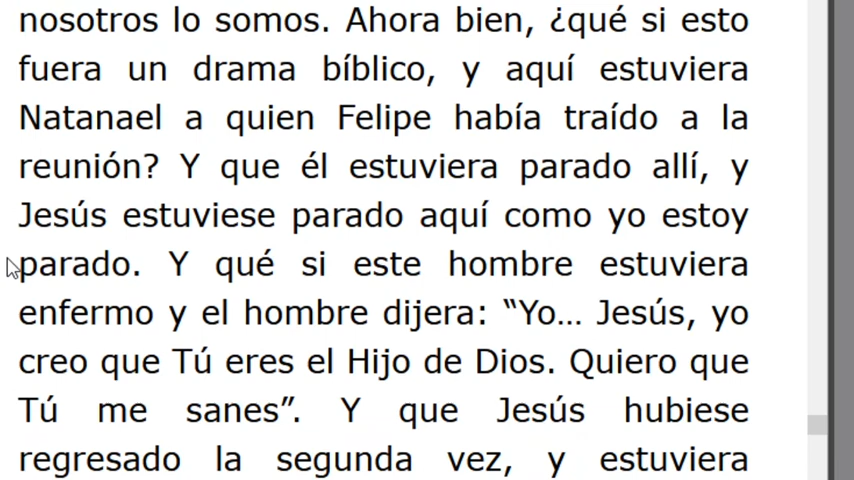 nosotros lo somos. Ahora bien, ¿qué si esto
fuera un drama bíblico, y aquí estuviera
Natanael a quien Felipe había traído a la
reunión? Y que él estuviera parado allí, y
Jesús estuviese parado aquí como yo estoy
parado. Y qué si este hombre estuviera
enfermo y el hombre dijera: “Yo… Jesús, yo
creo que Tú eres el Hijo de Dios. Quiero que
Tú me sanes”. Y que Jesús hubiese
regresado la segunda vez, y estuviera